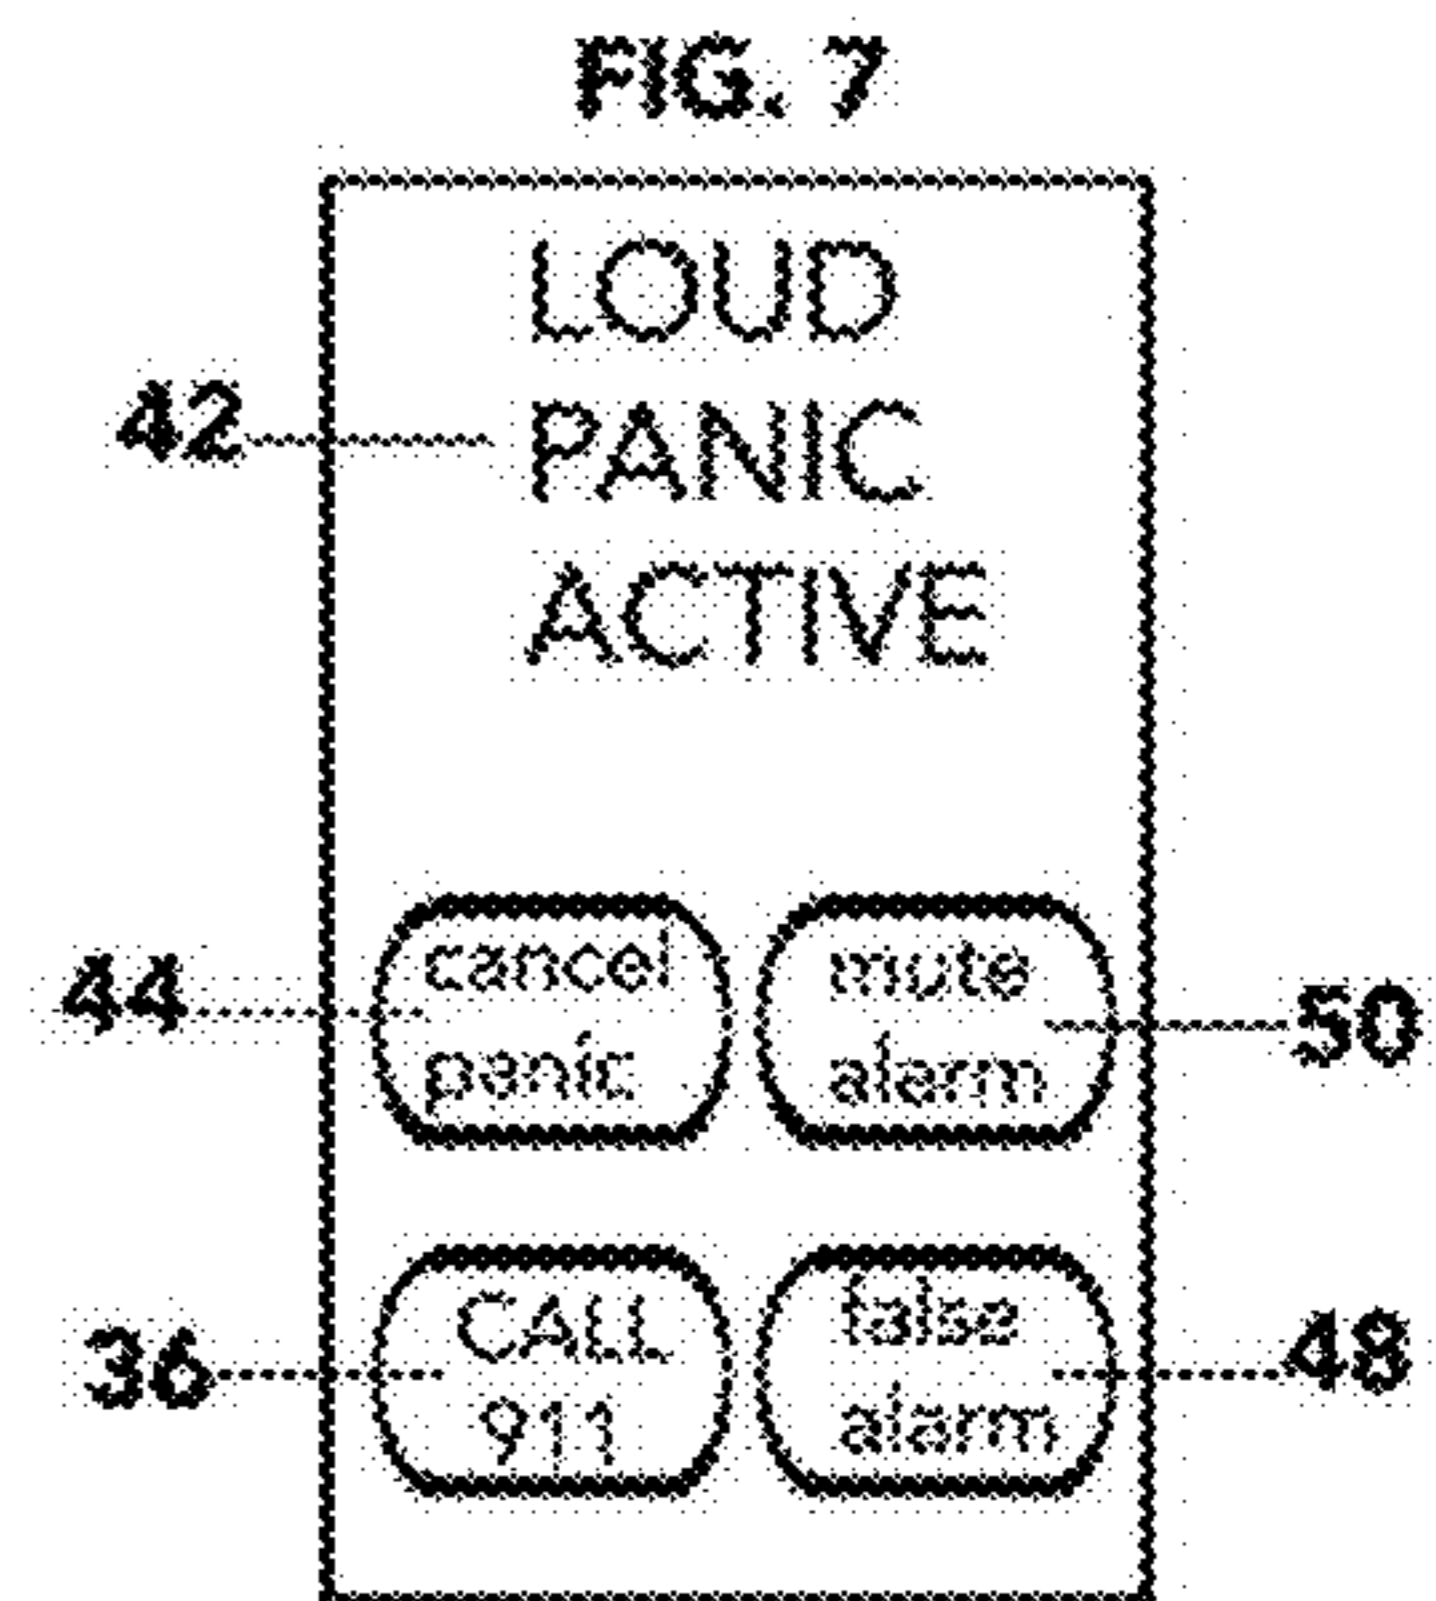 FIG. 7
LOUD
42 PANIC
ACTIVE
cancel mute
44 50
panic alarm
CALL false
36 48
911 alarm